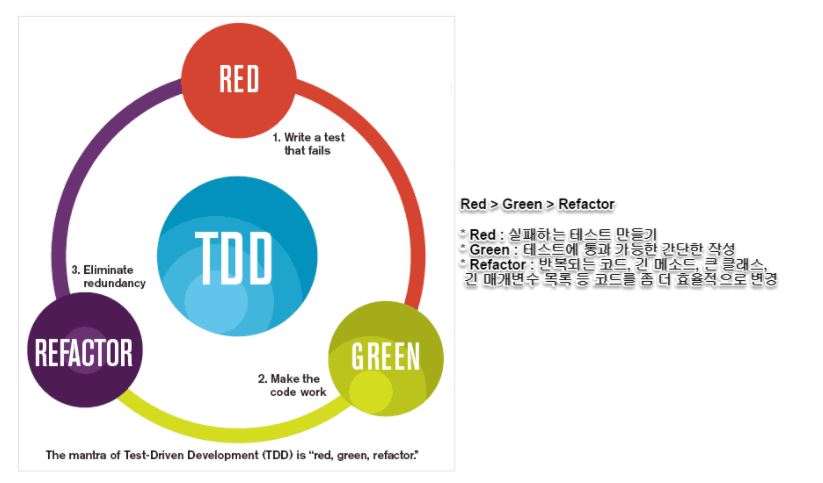 RED
1. Write a test
that fails
TDD
3. Eliminate
redundancy
REFACTOR
GREEN
2. Make the
code work
The mantra of Test-Driven Development (TDD) is “red, green, refactor.”
Red > Green > Refactor
* Red : 실패하는 테스트 만들기
* Green : 테스트에 통과 가능한 간단한 작성
* Refactor : 반복되는 코드, 긴 메소드, 큰 클래스,
긴 매개변수 목록 등 코드를 좀 더 효율적으로 변경